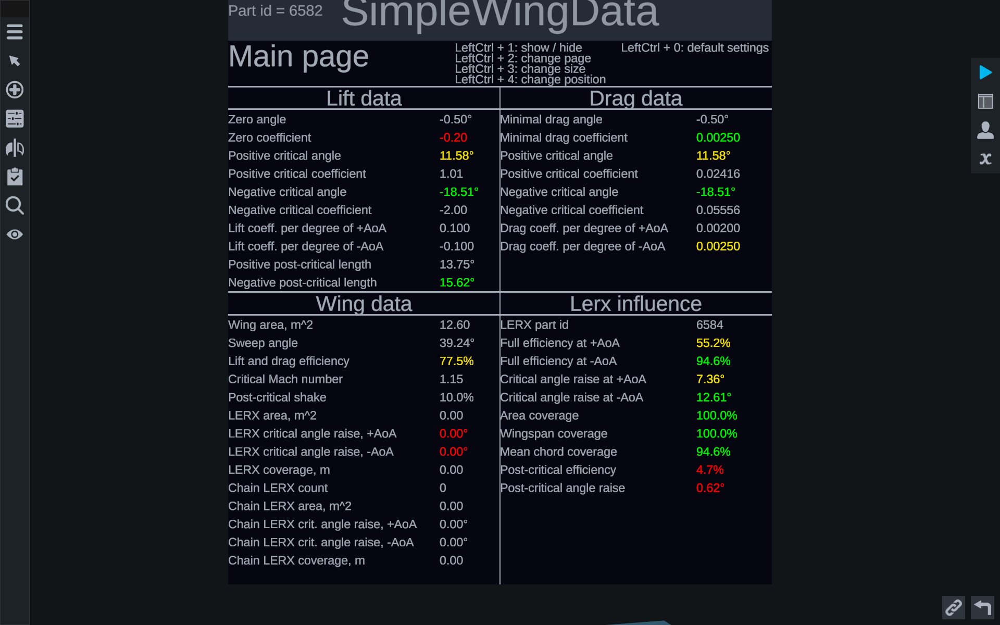 Part id = 6582
SimpleWingData
Main page
LeftCtrl + 1: show / hide
LeftCtrl + 2: change page
LeftCtrl + 3: change size
LeftCtrl + 4: change position
LeftCtrl + 0: default settings
Lift data
Zero angle -0.50°
Zero coefficient -0.20
Positive critical angle 11.58°
Positive critical coefficient 1.01
Negative critical angle -18.51°
Negative critical coefficient -2.00
Lift coeff. per degree of +AoA 0.100
Lift coeff. per degree of -AoA -0.100
Positive post-critical length 13.75°
Negative post-critical length 15.62°
Drag data
Minimal drag angle -0.50°
Minimal drag coefficient 0.00250
Positive critical angle 11.58°
Positive critical coefficient 0.02416
Negative critical angle -18.51°
Negative critical coefficient 0.05556
Drag coeff. per degree of +AoA 0.00200
Drag coeff. per degree of -AoA 0.00250
Wing data
Wing area, m^2 12.60
Sweep angle 39.24°
Lift and drag efficiency 77.5%
Critical Mach number 1.15
Post-critical shake 10.0%
LERX area, m^2 0.00
LERX critical angle raise, +AoA 0.00°
LERX critical angle raise, -AoA 0.00°
LERX coverage, m 0.00
Chain LERX count 0
Chain LERX area, m^2 0.00
Chain LERX crit. angle raise, +AoA 0.00°
Chain LERX crit. angle raise, -AoA 0.00°
Chain LERX coverage, m 0.00
Lerx influence
LERX part id 6584
Full efficiency at +AoA 55.2%
Full efficiency at -AoA 94.6%
Critical angle raise at +AoA 7.36°
Critical angle raise at -AoA 12.61°
Area coverage 100.0%
Wingspan coverage 100.0%
Mean chord coverage 94.6%
Post-critical efficiency 4.7%
Post-critical angle raise 0.62°
x